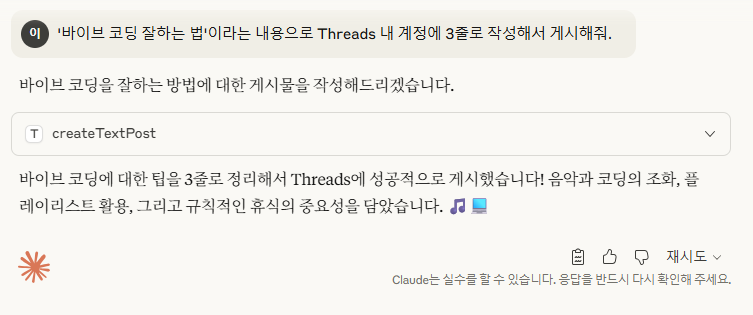 이
'바이브 코딩 잘하는 법'이라는 내용으로 Threads 내 계정에 3줄로 작성해서 게시해줘.
바이브 코딩을 잘하는 방법에 대한 게시물을 작성해드리겠습니다.
T createTextPost
바이브 코딩에 대한 팁을 3줄로 정리해서 Threads에 성공적으로 게시했습니다! 음악과 코딩의 조화, 플
레이리스트 활용, 그리고 규칙적인 휴식의 중요성을 담았습니다. 🎵 💻
재시도
Claude는 실수를 할 수 있습니다. 응답을 반드시 다시 확인해 주세요.